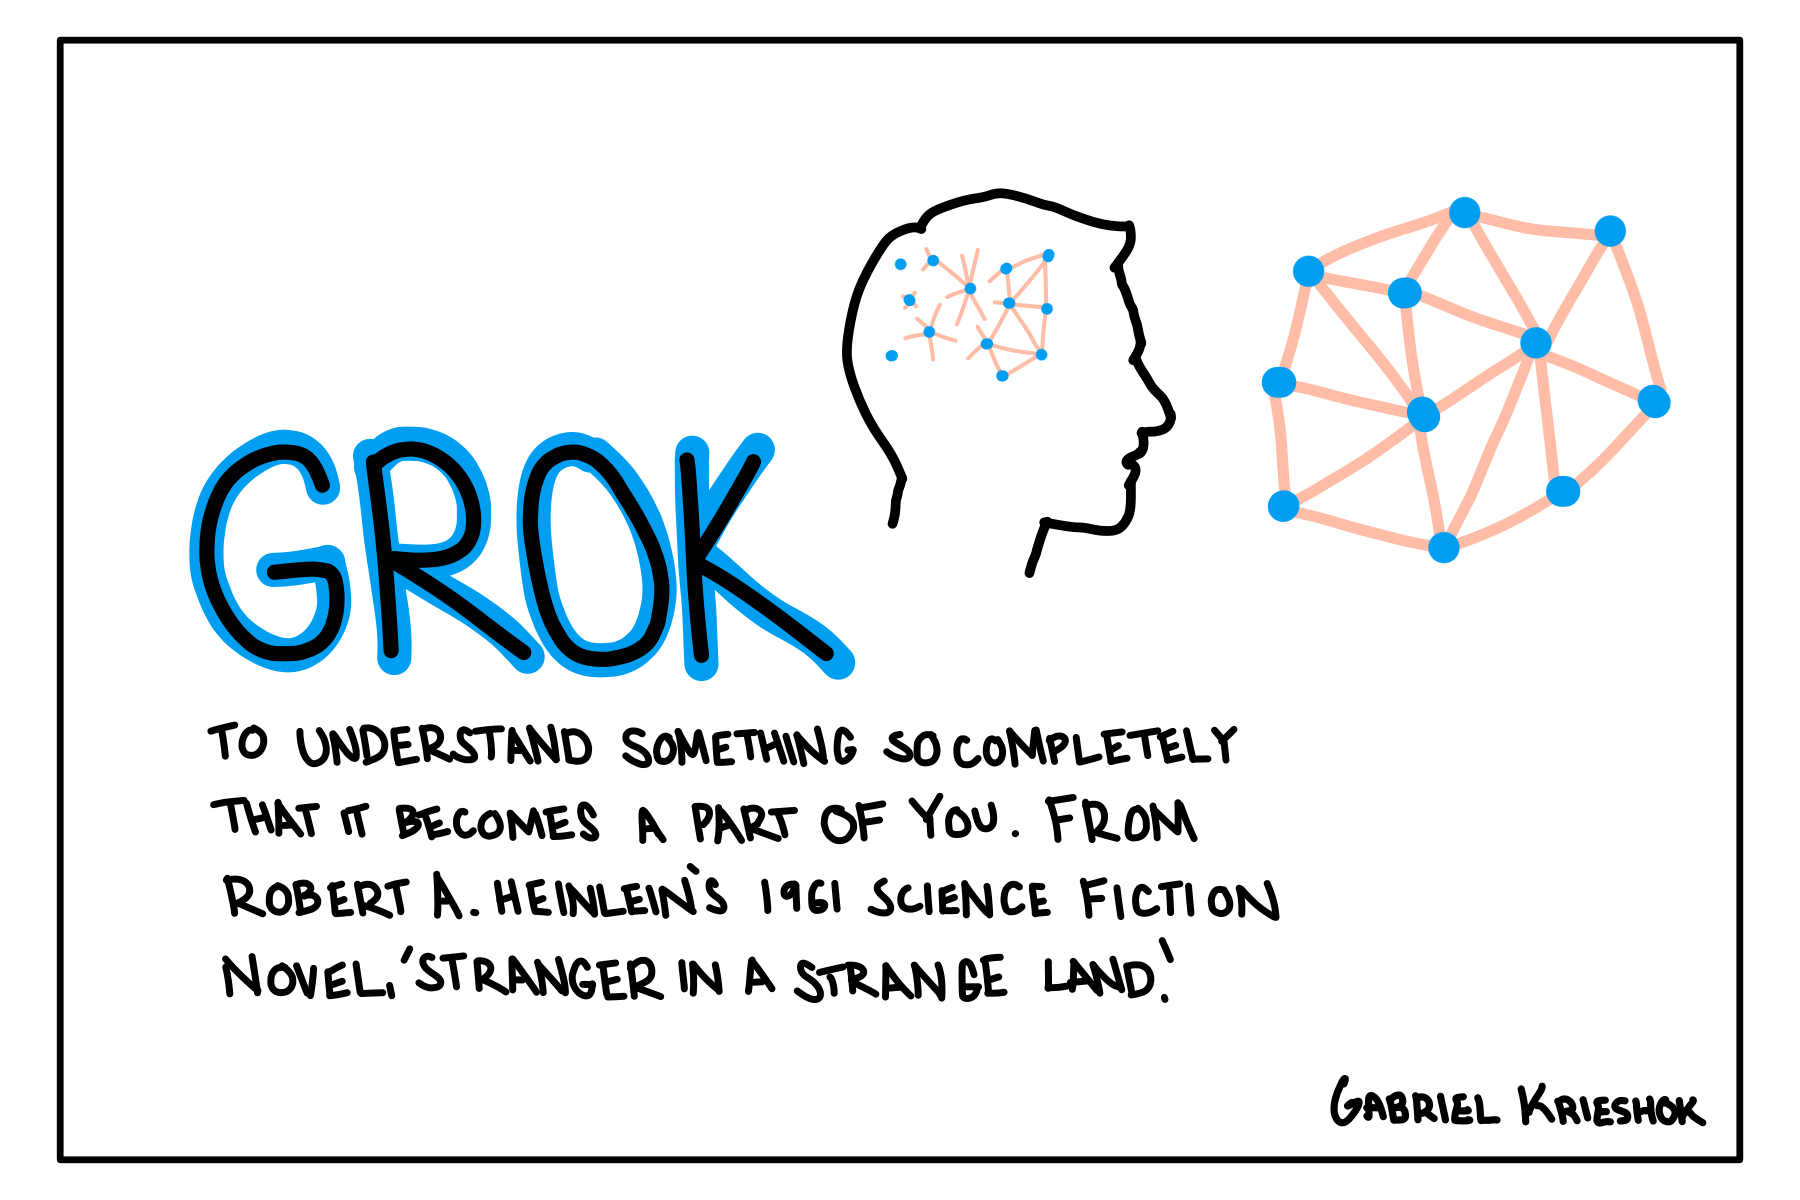 GROK
TO UNDERSTAND SOMETHING SO COMPLETELY
THAT IT BECOMES A PART OF YOU. FROM
ROBERT A. HEINLEIN'S 1961 SCIENCE FICTION
NOVEL, 'STRANGER IN A STRANGE LAND.'
GABRIEL KRIESHOK